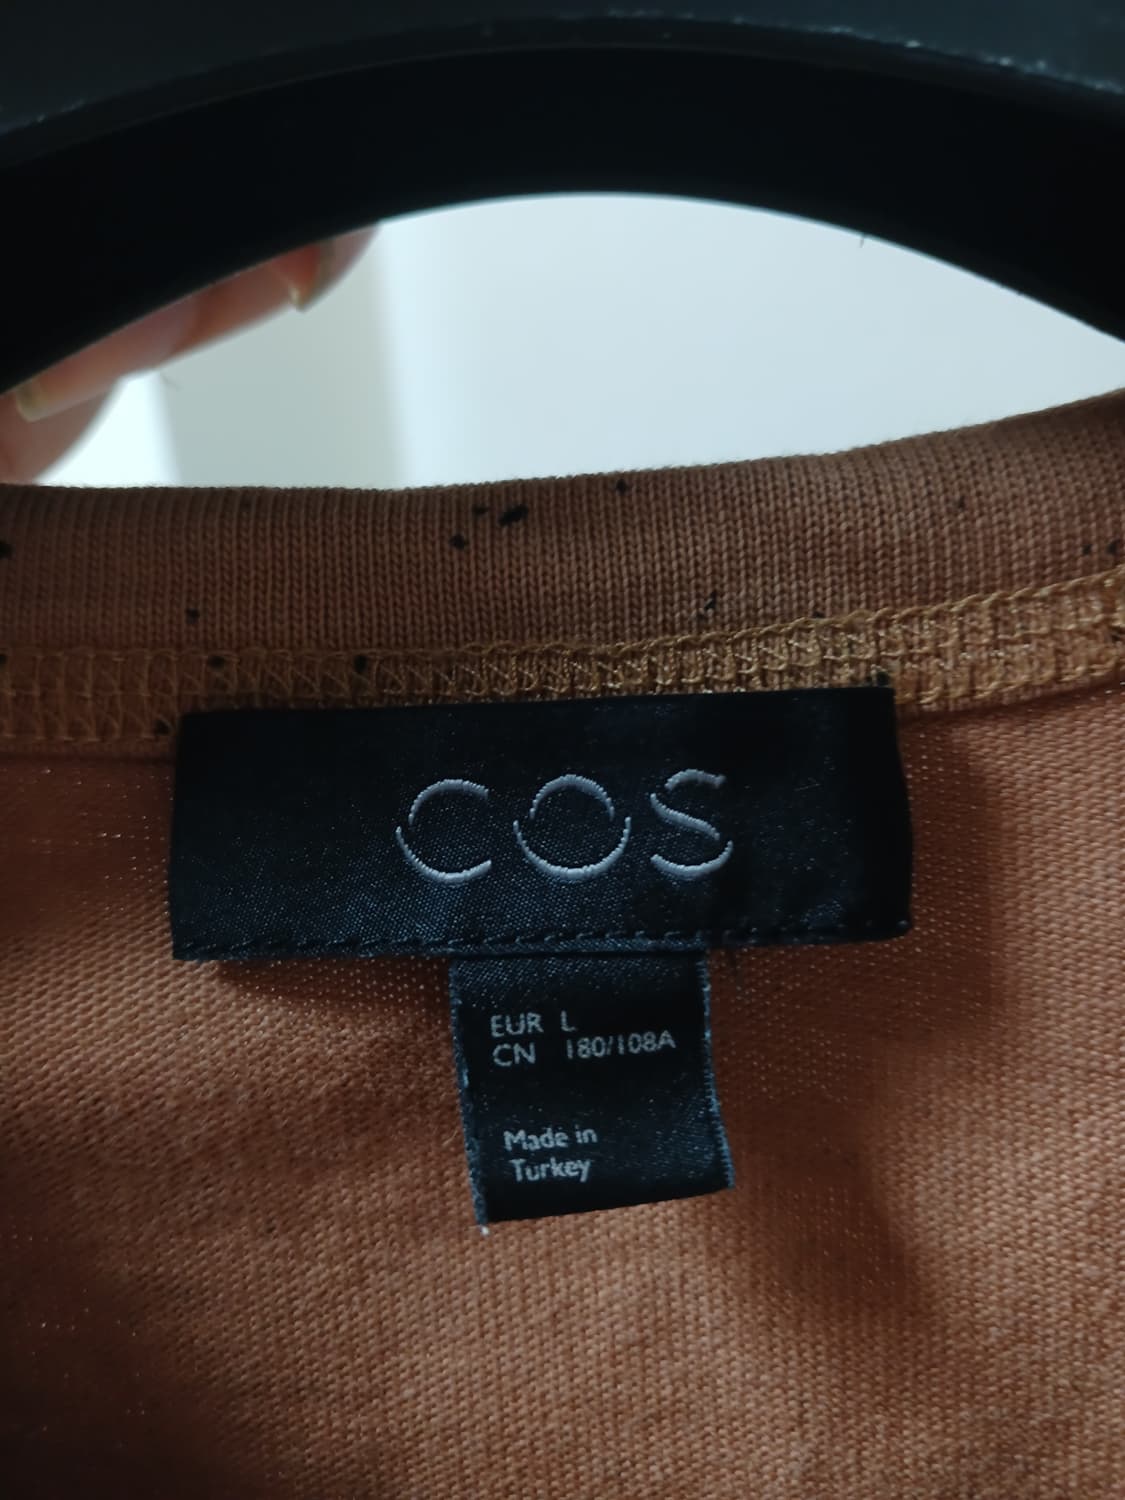 COS
EUR L
CN 180/108A
Made in
Turkey